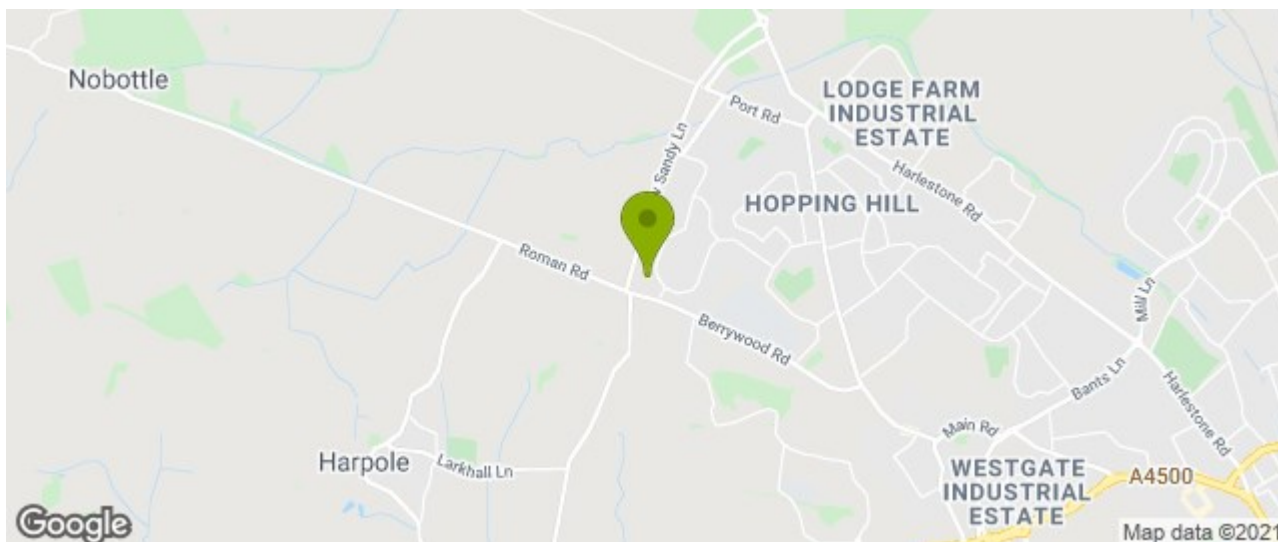 Nobottle
LODGE FARM
INDUSTRIAL
ESTATE
Port Rd
Sandy Ln
Harlestone Rd
HOPPING HILL
Roman Rd
Mill Ln
Berrywood Rd
Bants Ln
Harlestone Rd
Main Rd
Harpole
Larkhall Ln
WESTGATE
INDUSTRIAL
ESTATE
A4500
Google
Map data ©2021